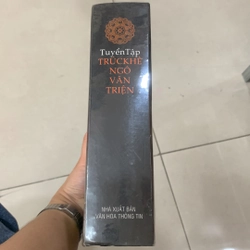 Tuyển Tập
TRÚC KHÊ
NGÔ
VĂN
TRIỆN
NHÀ XUẤT BẢN
VĂN HÓA THÔNG TIN